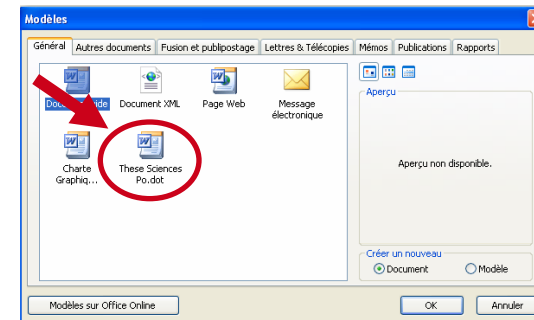 Modèles
Général Autres documents Fusion et publipostage Lettres & Télécopies Mémos Publications Rapports
Document XML Page Web Message
électronique
Charte
Graphiq...
These Sciences
Po.dot
Aperçu
Aperçu non disponible.
Créer un nouveau
Document Modèle
Modèles sur Office Online OK Annuler